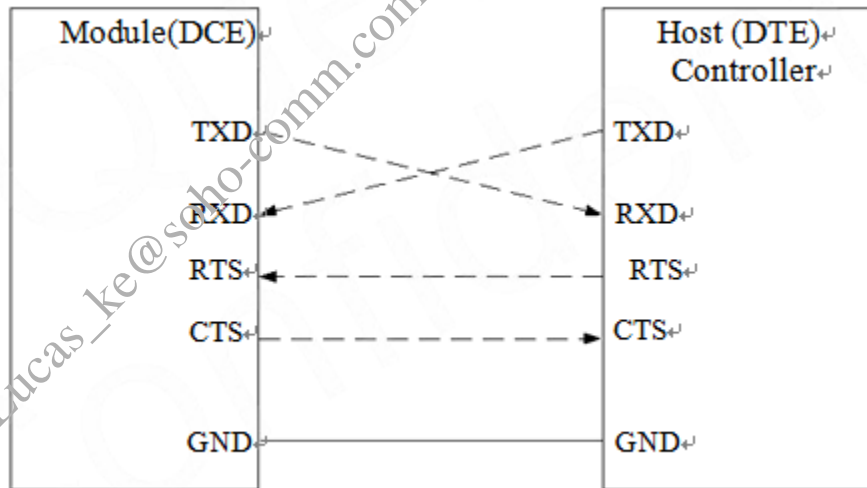 Module(DCE)↵
Host (DTE)↵
Controller↵
TXD↵
TXD↵
RXD↵
RXD↵
RTS↵
RTS↵
CTS↵
CTS↵
GND↵
GND↵
Lucas_ke@soho-comm.com